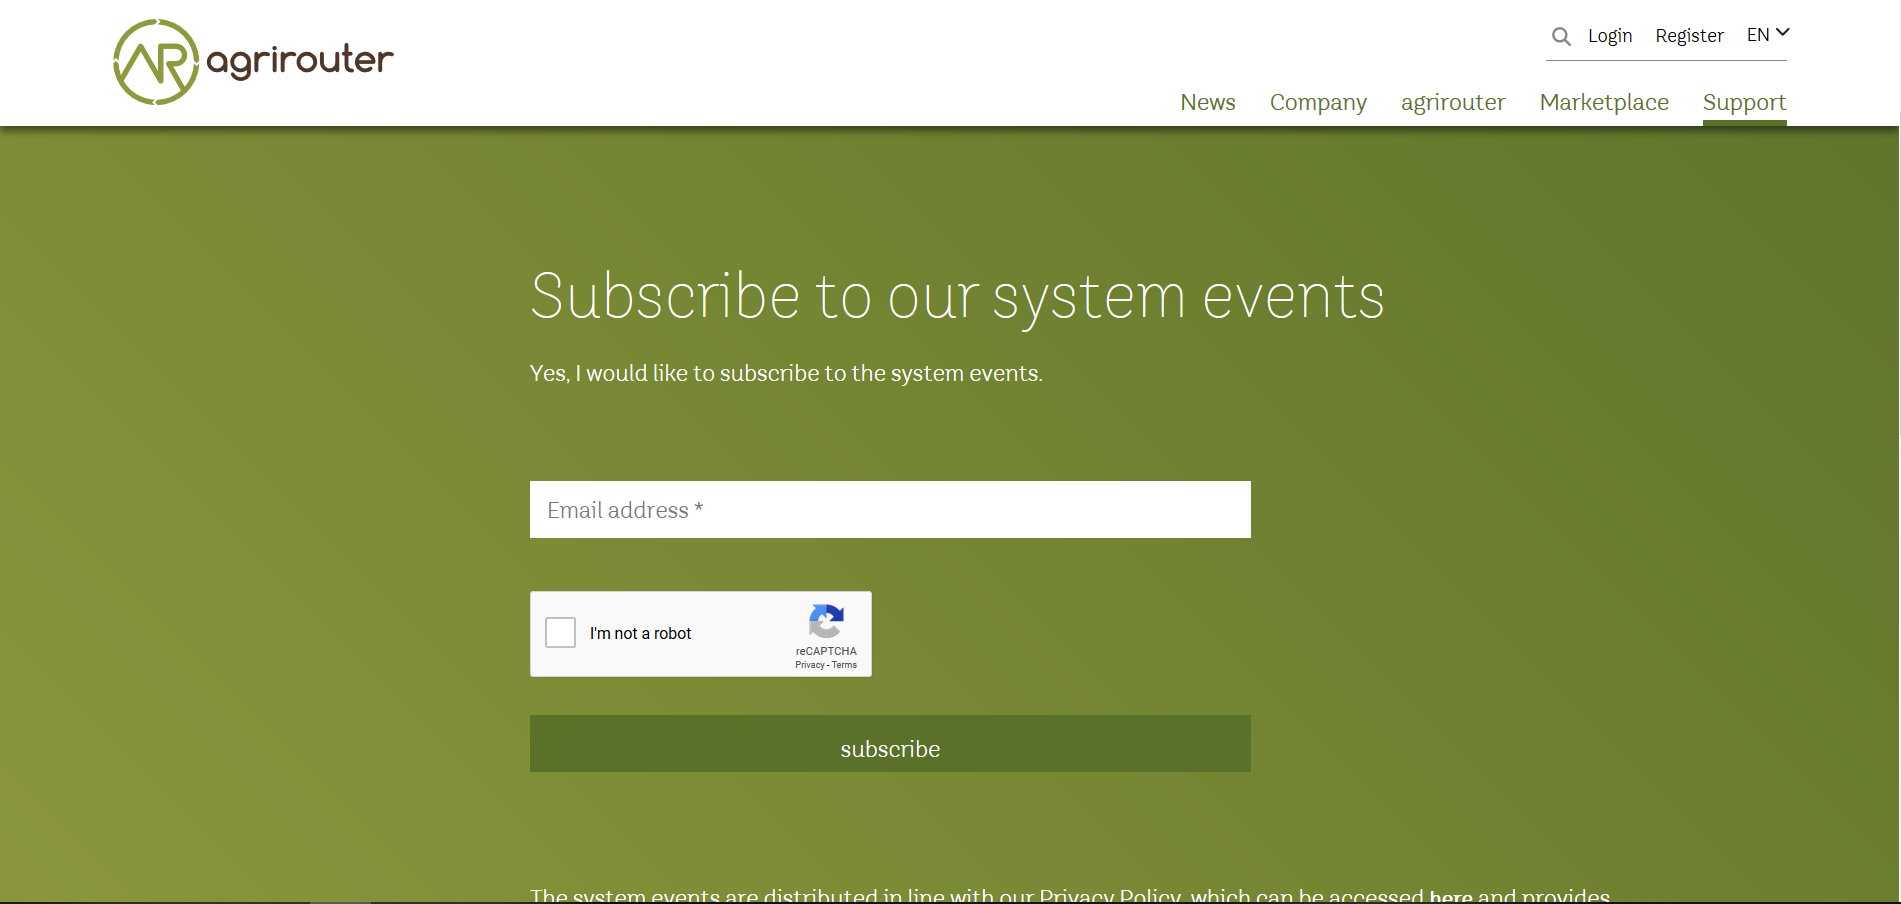 AR agrirouter
Login Register EN
News Company agrirouter Marketplace Support
Subscribe to our system events
Yes, I would like to subscribe to the system events.
Email address *
I'm not a robot
reCAPTCHA
Privacy - Terms
subscribe
The system events are distributed in line with our Privacy Policy, which can be accessed here and provides